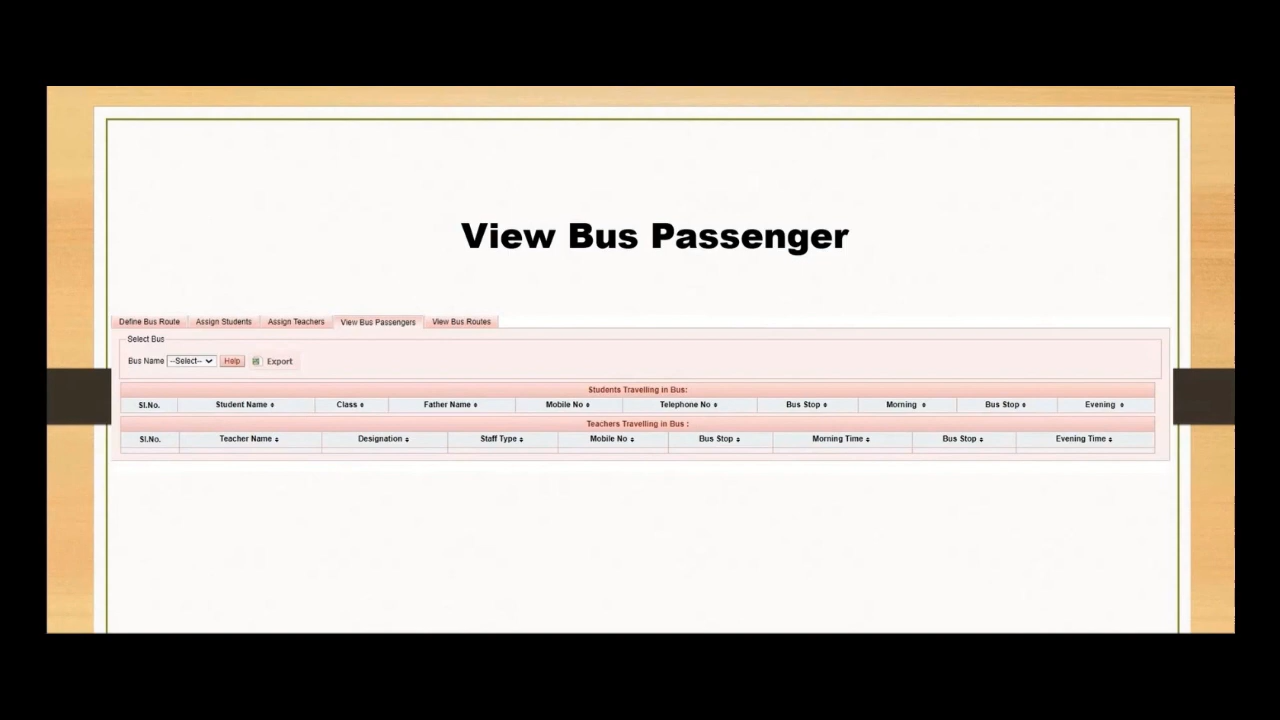 View Bus Passenger
Define Bus Route Assign Students Assign Teachers View Bus Passengers View Bus Routes
Select Bus
Bus Name --Select-- Help Export
Students Travelling in Bus:
Sl.No. Student Name Class Father Name Mobile No Telephone No Bus Stop Morning Bus Stop Evening
Teachers Travelling in Bus :
Sl.No. Teacher Name Designation Staff Type Mobile No Bus Stop Morning Time Bus Stop Evening Time